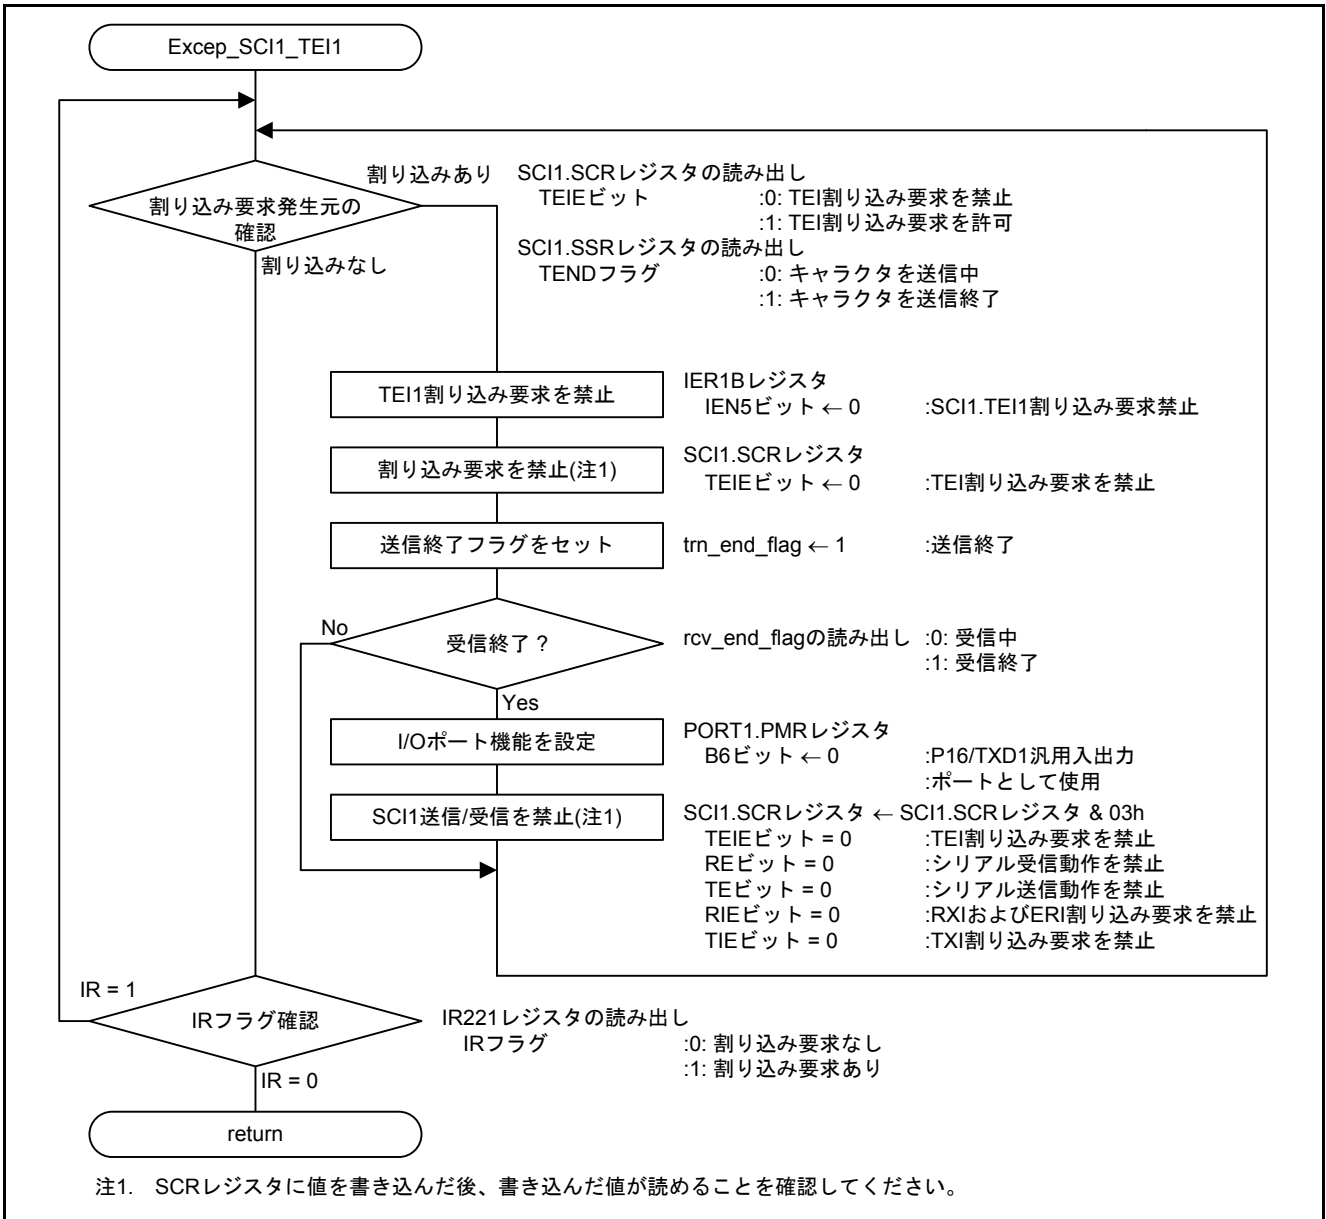 Excep_SCI1_TEI1
割り込み要求発生元の
確認
割り込みあり
割り込みなし
SCI1.SCRレジスタの読み出し
TEIEビット :0: TEI割り込み要求を禁止
:1: TEI割り込み要求を許可
SCI1.SSRレジスタの読み出し
TENDフラグ :0: キャラクタを送信中
:1: キャラクタを送信終了
TEI1割り込み要求を禁止
IER1Bレジスタ
IEN5ビット ← 0 :SCI1.TEI1割り込み要求禁止
割り込み要求を禁止(注1)
SCI1.SCRレジスタ
TEIEビット ← 0 :TEI割り込み要求を禁止
送信終了フラグをセット
trn_end_flag ← 1 :送信終了
No
受信終了？
rcv_end_flagの読み出し :0: 受信中
:1: 受信終了
Yes
I/Oポート機能を設定
PORT1.PMRレジスタ
B6ビット ← 0 :P16/TXD1汎用入出力
:ポートとして使用
SCI1送信/受信を禁止(注1)
SCI1.SCRレジスタ ← SCI1.SCRレジスタ & 03h
TEIEビット = 0 :TEI割り込み要求を禁止
REビット = 0 :シリアル受信動作を禁止
TEビット = 0 :シリアル送信動作を禁止
RIEビット = 0 :RXIおよびERI割り込み要求を禁止
TIEビット = 0 :TXI割り込み要求を禁止
IR = 1
IRフラグ確認
IR221レジスタの読み出し
IRフラグ :0: 割り込み要求なし
:1: 割り込み要求あり
IR = 0
return
注1. SCRレジスタに値を書き込んだ後、書き込んだ値が読めることを確認してください。